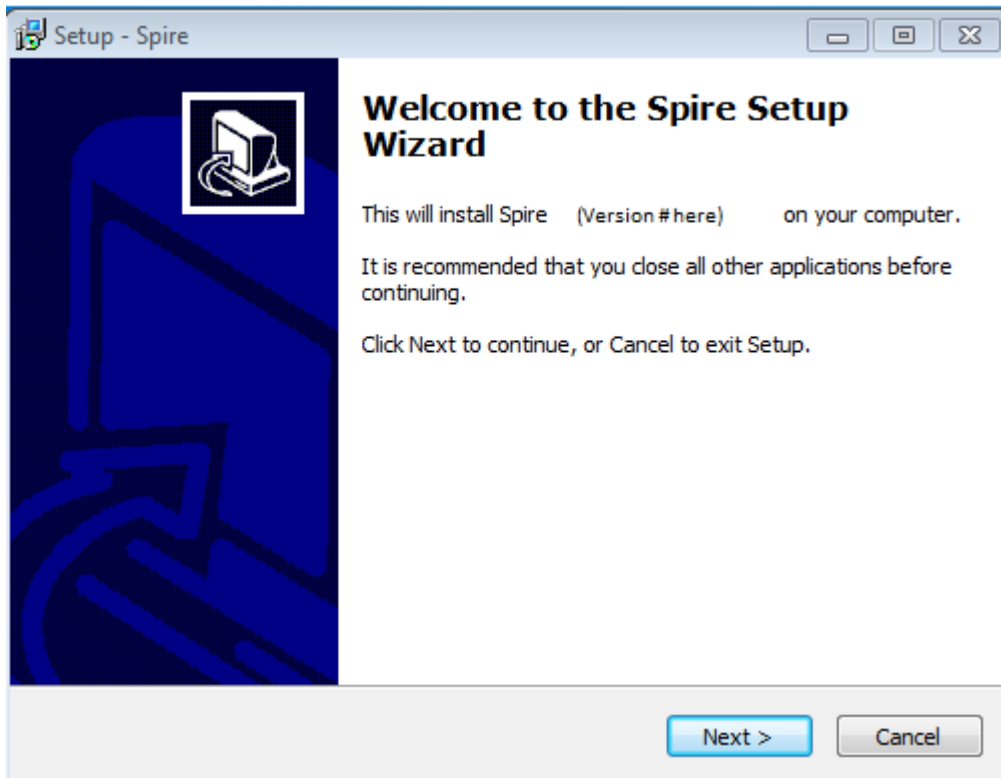 Setup - Spire
Welcome to the Spire Setup
Wizard
This will install Spire (Version # here) on your computer.
It is recommended that you close all other applications before
continuing.
Click Next to continue, or Cancel to exit Setup.
Next > Cancel